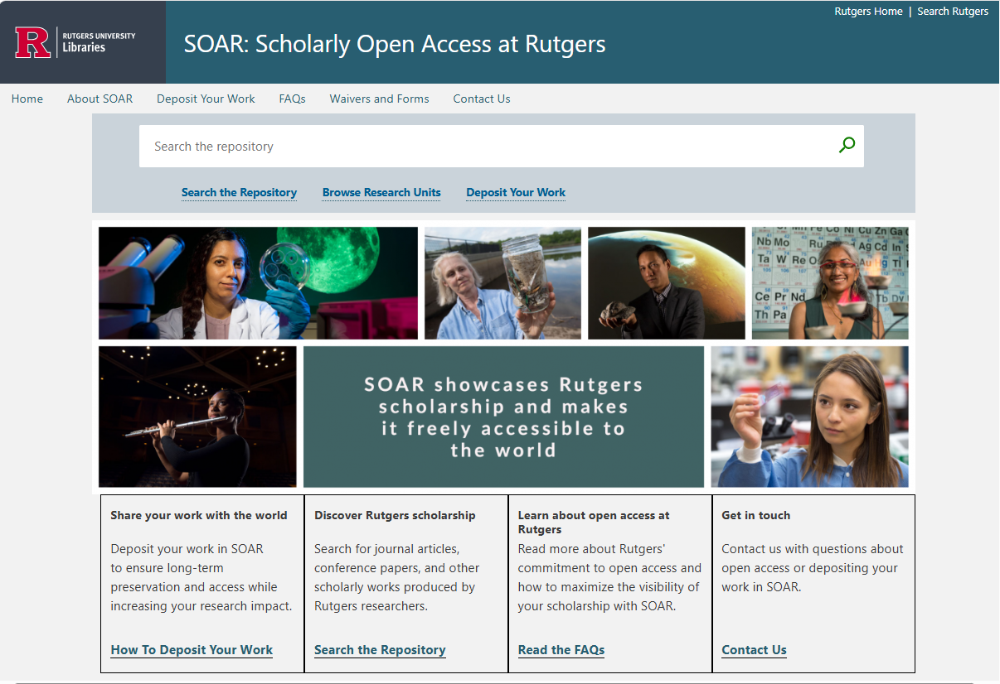 Rutgers Home | Search Rutgers
R RUTGERS UNIVERSITY
Libraries
SOAR: Scholarly Open Access at Rutgers
Home About SOAR Deposit Your Work FAQs Waivers and Forms Contact Us
Search the repository
Search the Repository Browse Research Units Deposit Your Work
Fe Co Ni Cu Zn Ga
Nb Mo Ru Ag Cd In
Ta W Re Au Hg Tl
Ce Pr Nd Tb Dy
Th Pa
SOAR showcases Rutgers
scholarship and makes
it freely accessible to
the world
Share your work with the world
Deposit your work in SOAR
to ensure long-term
preservation and access while
increasing your research impact.
How To Deposit Your Work
Discover Rutgers scholarship
Search for journal articles,
conference papers, and other
scholarly works produced by
Rutgers researchers.
Search the Repository
Learn about open access at
Rutgers
Read more about Rutgers'
commitment to open access and
how to maximize the visibility of
your scholarship with SOAR.
Read the FAQs
Get in touch
Contact us with questions about
open access or depositing your
work in SOAR.
Contact Us